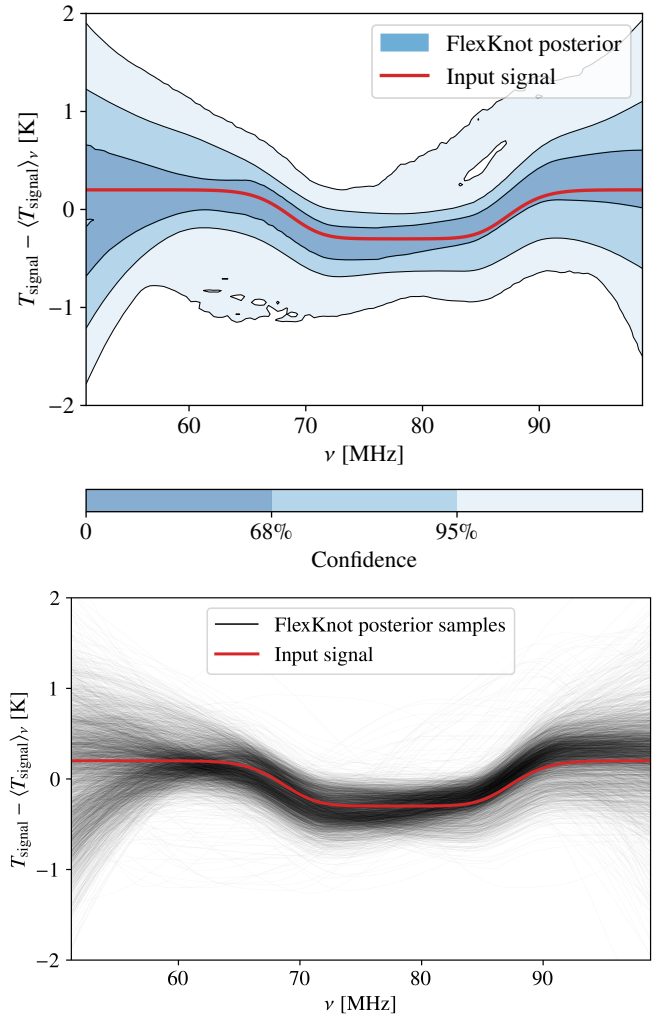 2
1
0
−1
−2
T_signal − ⟨T_signal⟩_ν [K]
FlexKnot posterior
Input signal
60 70 80 90
ν [MHz]
0 68% 95%
Confidence
2
1
0
−1
−2
T_signal − ⟨T_signal⟩_ν [K]
FlexKnot posterior samples
Input signal
60 70 80 90
ν [MHz]